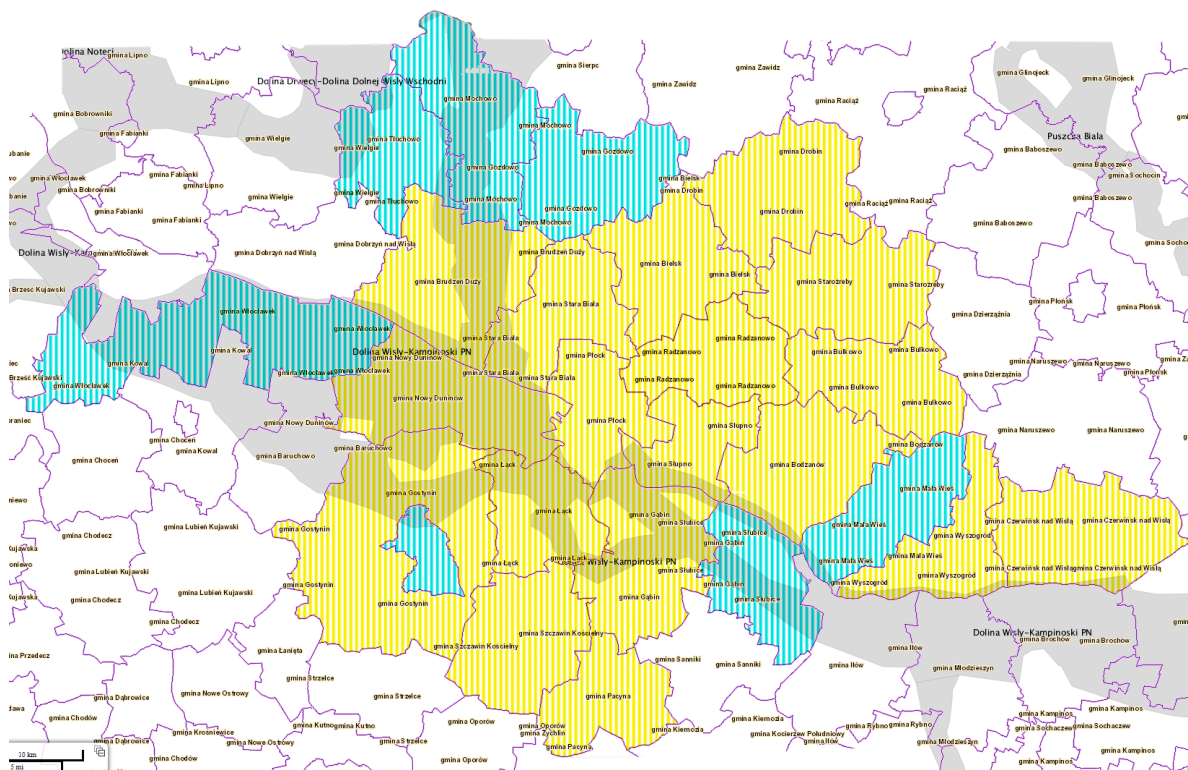 Dolina Noteci
gmina Lipno
gmina Sierpc
gmina Zawidz
gmina Glinojeck
gmina Glinojeck
gmina Lipno
gmina Zawidz
gmina Raciąż
gmina Raciąż
gmina Mochowo
gmina Bobrowniki
gmina Fabianki
gmina Wielgie
gmina Tłuchowo
gmina Wielgie
gmina Mochowo
gmina Gozdowo
gmina Drobin
Puszcza Biała
gmina Baboszewo
gmina Baboszewo
gmina Sochocin
gmina Gozdowo
gmina Włocławek
gmina Fabianki
gmina Bobrowniki
gmina Lipno
gmina Wielgie
gmina Wielgie
gmina Tłuchowo
gmina Mochowo
gmina Bielsk
gmina Drobin
gmina Baboszewo
gmina Fabianki
gmina Fabianki
gmina Gozdowo
gmina Mochowo
gmina Drobin
gmina Raciąż
gmina Raciąż
gmina Baboszewo
gmina Dobrzyń nad Wisłą
gmina Dobrzyń nad Wisłą
gmina Brudzeń Duży
gmina Bielsk
gmina Bielsk
gmina Brudzeń Duży
gmina Staroźreby
gmina Staroźreby
gmina Stara Biała
gmina Płońsk
gmina Płońsk
gmina Dzierzążnia
gmina Włocławek
gmina Włocławek
gmina Stara Biała
gmina Radzanowo
gmina Kowal
gmina Kowal
Dolina Wisły-Kampinoski PN
gmina Nowy Duninów
gmina Płock
gmina Radzanowo
gmina Bulkowo
gmina Bulkowo
gmina Naruszewo
gmina Naruszewo
gmina Płońsk
gmina Włocławek
gmina Włocławek
gmina Włocławek
gmina Stara Biała
gmina Stara Biała
gmina Radzanowo
gmina Radzanowo
gmina Bulkowo
gmina Bulkowo
gmina Dzierzążnia
gmina Nowy Duninów
gmina Nowy Duninów
gmina Płock
gmina Słupno
gmina Naruszewo
gmina Naruszewo
gmina Choceń
gmina Kowal
gmina Choceń
gmina Baruchowo
gmina Baruchowo
gmina Łąck
gmina Słupno
gmina Bodzanów
gmina Bodzanów
gmina Mała Wieś
gmina Gostynin
gmina Łąck
gmina Gąbin
gmina Słubice
gmina Słubice
gmina Mała Wieś
gmina Czerwińsk nad Wisłą
gmina Czerwińsk nad Wisłą
gmina Lubień Kujawski
gmina Gostynin
gmina Gąbin
gmina Wyszogród
gmina Chodecz
gmina Lubień Kujawski
gmina Łąck
gmina Łąck
gmina Słubice
gmina Mała Wieś
gmina Mała Wieś
gmina Czerwińsk nad Wisłą
gmina Czerwińsk nad Wisłą
gmina Wyszogród
gmina Wyszogród
gmina Gostynin
gmina Gąbin
gmina Gąbin
gmina Słubice
gmina Lubień Kujawski
gmina Chodecz
gmina Gostynin
gmina Chodecz
gmina Szczawin Kościelny
gmina Szczawin Kościelny
Dolina Wisły-Kampinoski PN
gmina Brochów
gmina Brochów
gmina Iłów
gmina Łanięta
gmina Sanniki
gmina Sanniki
gmina Iłów
gmina Młodzieszyn
gmina Strzelce
gmina Strzelce
gmina Pacyna
gmina Nowe Ostrowy
gmina Dąbrowice
gmina Chodów
gmina Krośniewice
gmina Kutno
gmina Kutno
gmina Oporów
gmina Oporów
gmina Żychlin
gmina Kiernozia
gmina Kiernozia
gmina Kocierzew Południowy
gmina Iłów
gmina Rybno
gmina Rybno
gmina Kampinos
gmina Kampinos
gmina Sochaczew
gmina Sochaczew
gmina Dąbrowice
gmina Nowe Ostrowy
gmina Strzelce
gmina Pacyna
gmina Młodzieszyn
gmina Kampinos
gmina Kampinos
gmina Chodów
gmina Oporów
10 km
5 mi